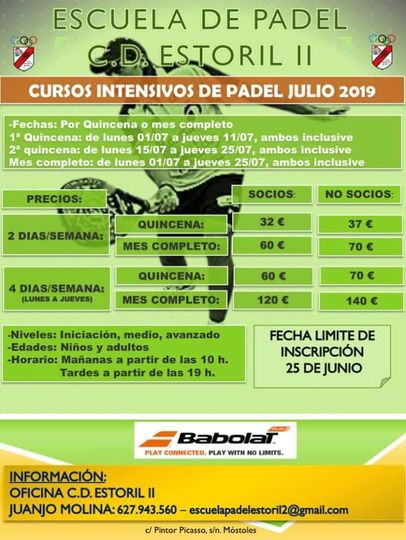 ESCUELA DE PADEL
C.D. ESTORIL II
CURSOS INTENSIVOS DE PADEL JULIO 2019
-Fechas: Por Quincena o mes completo
1ª Quincena: de lunes 01/07 a jueves 11/07, ambos inclusive
2ª quincena: de lunes 15/07 a jueves 25/07, ambos inclusive
Mes completo: de lunes 01/07 a jueves 25/07, ambos inclusive
PRECIOS: SOCIOS: NO SOCIOS:
2 DIAS/SEMANA: QUINCENA: 32 € 37 €
MES COMPLETO: 60 € 70 €
4 DIAS/SEMANA: QUINCENA: 60 € 70 €
(LUNES A JUEVES) MES COMPLETO: 120 € 140 €
-Niveles: Iniciación, medio, avanzado
-Edades: Niños y adultos
-Horario: Mañanas a partir de las 10 h.
Tardes a partir de las 19 h.
FECHA LIMITE DE
INSCRIPCIÓN
25 DE JUNIO
BABOLAT
PLAY CONNECTED. PLAY WITH NO LIMITS.
INFORMACIÓN:
OFICINA C.D. ESTORIL II
JUANJO MOLINA: 627.943.560 – escuelapadelestoril2@gmail.com
c/ Pintor Picasso, s/n. Móstoles